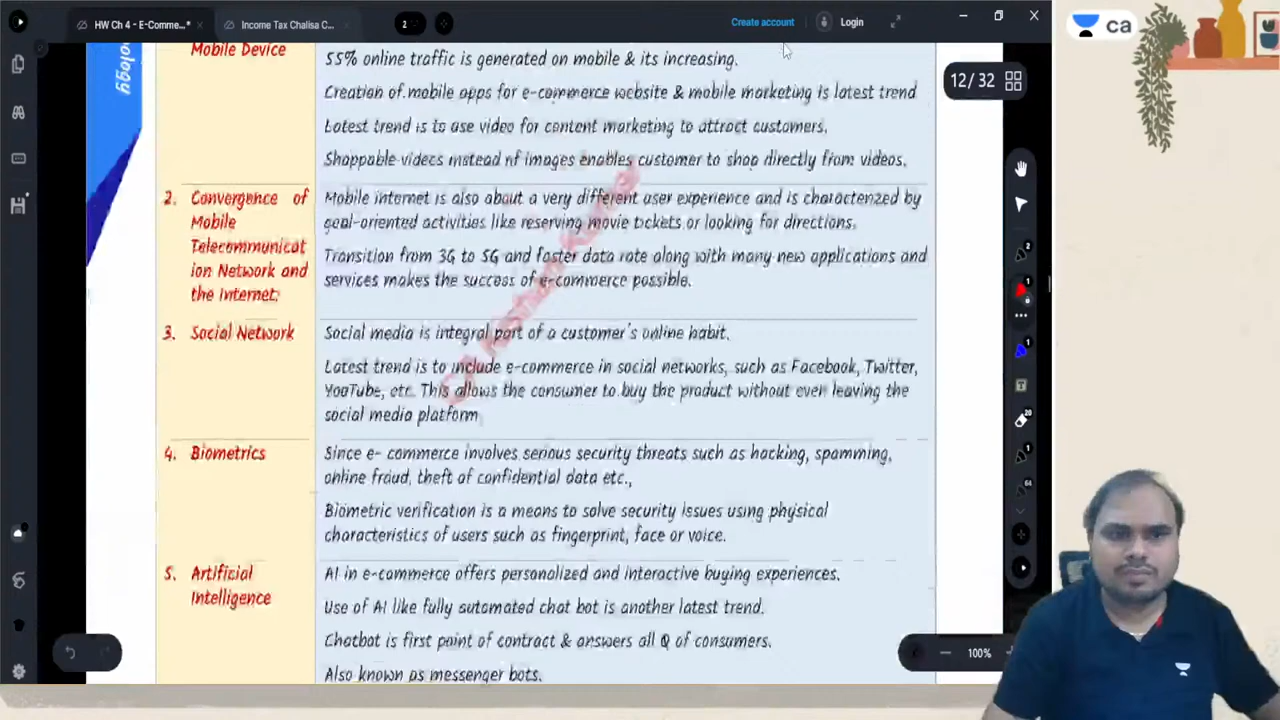 HW Ch 4 - E-Comme...*
Income Tax Chalisa C...
2
Create account
Login
ca
ology
12/32
Mobile Device
55% online traffic is generated on mobile & its increasing.
Creation of mobile apps for e-commerce website & mobile marketing is latest trend
Latest trend is to use video for content marketing to attract customers.
Shoppable videos instead of images enables customer to shop directly from videos.
2. Convergence of
Mobile
Telecommunicat
ion Network and
the Internet.
Mobile internet is also about a very different user experience and is characterized by
goal-oriented activities like reserving movie tickets or looking for directions.
Transition from 3G to 5G and faster data rate along with many new applications and
services makes the success of e-commerce possible.
3. Social Network
Social media is integral part of a customer's online habit.
Latest trend is to include e-commerce in social networks, such as Facebook, Twitter,
YouTube, etc. This allows the consumer to buy the product without even leaving the
social media platform
4. Biometrics
Since e- commerce involves serious security threats such as hacking, spamming,
online fraud, theft of confidential data etc.,
Biometric verification is a means to solve security issues using physical
characteristics of users such as fingerprint, face or voice.
5. Artificial
Intelligence
AI in e-commerce offers personalized and interactive buying experiences.
Use of AI like fully automated chat bot is another latest trend.
Chatbot is first point of contract & answers all Q of consumers.
Also known as messenger bots.
2
1
1
20
1
64
100%